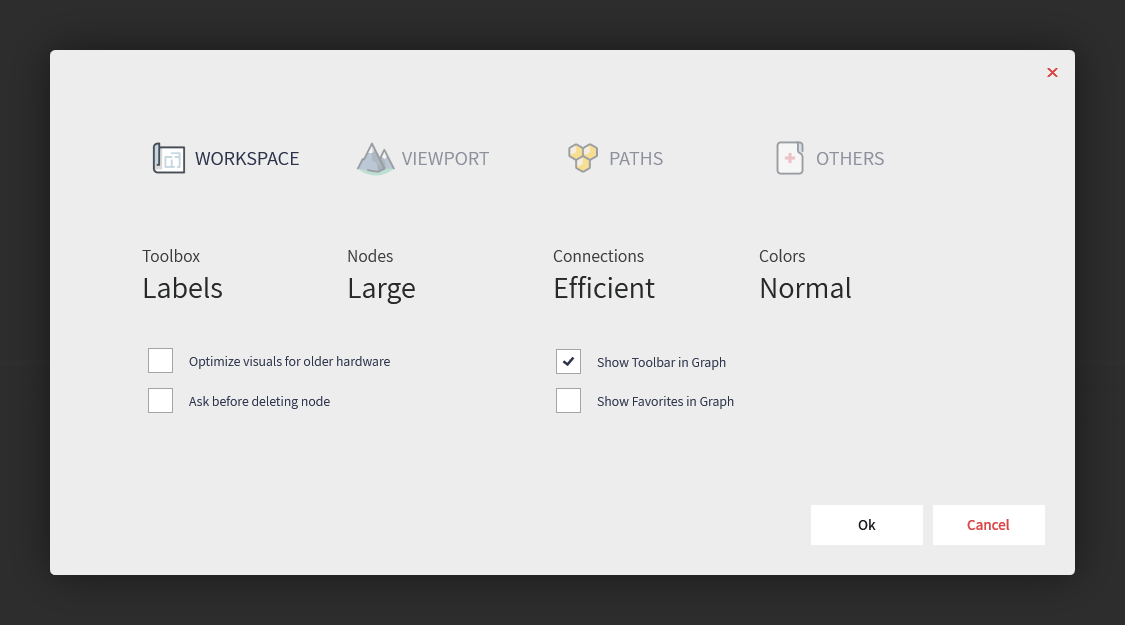 WORKSPACE VIEWPORT PATHS OTHERS
Toolbox Nodes Connections Colors
Labels Large Efficient Normal
Optimize visuals for older hardware Show Toolbar in Graph
Ask before deleting node Show Favorites in Graph
Ok Cancel